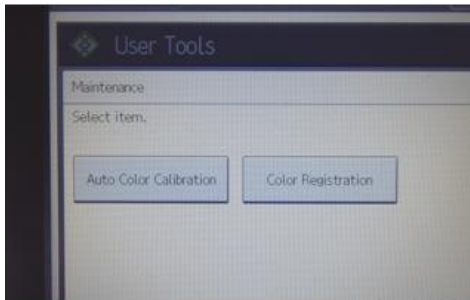 User Tools
Maintenance
Select item.
Auto Color Calibration
Color Registration